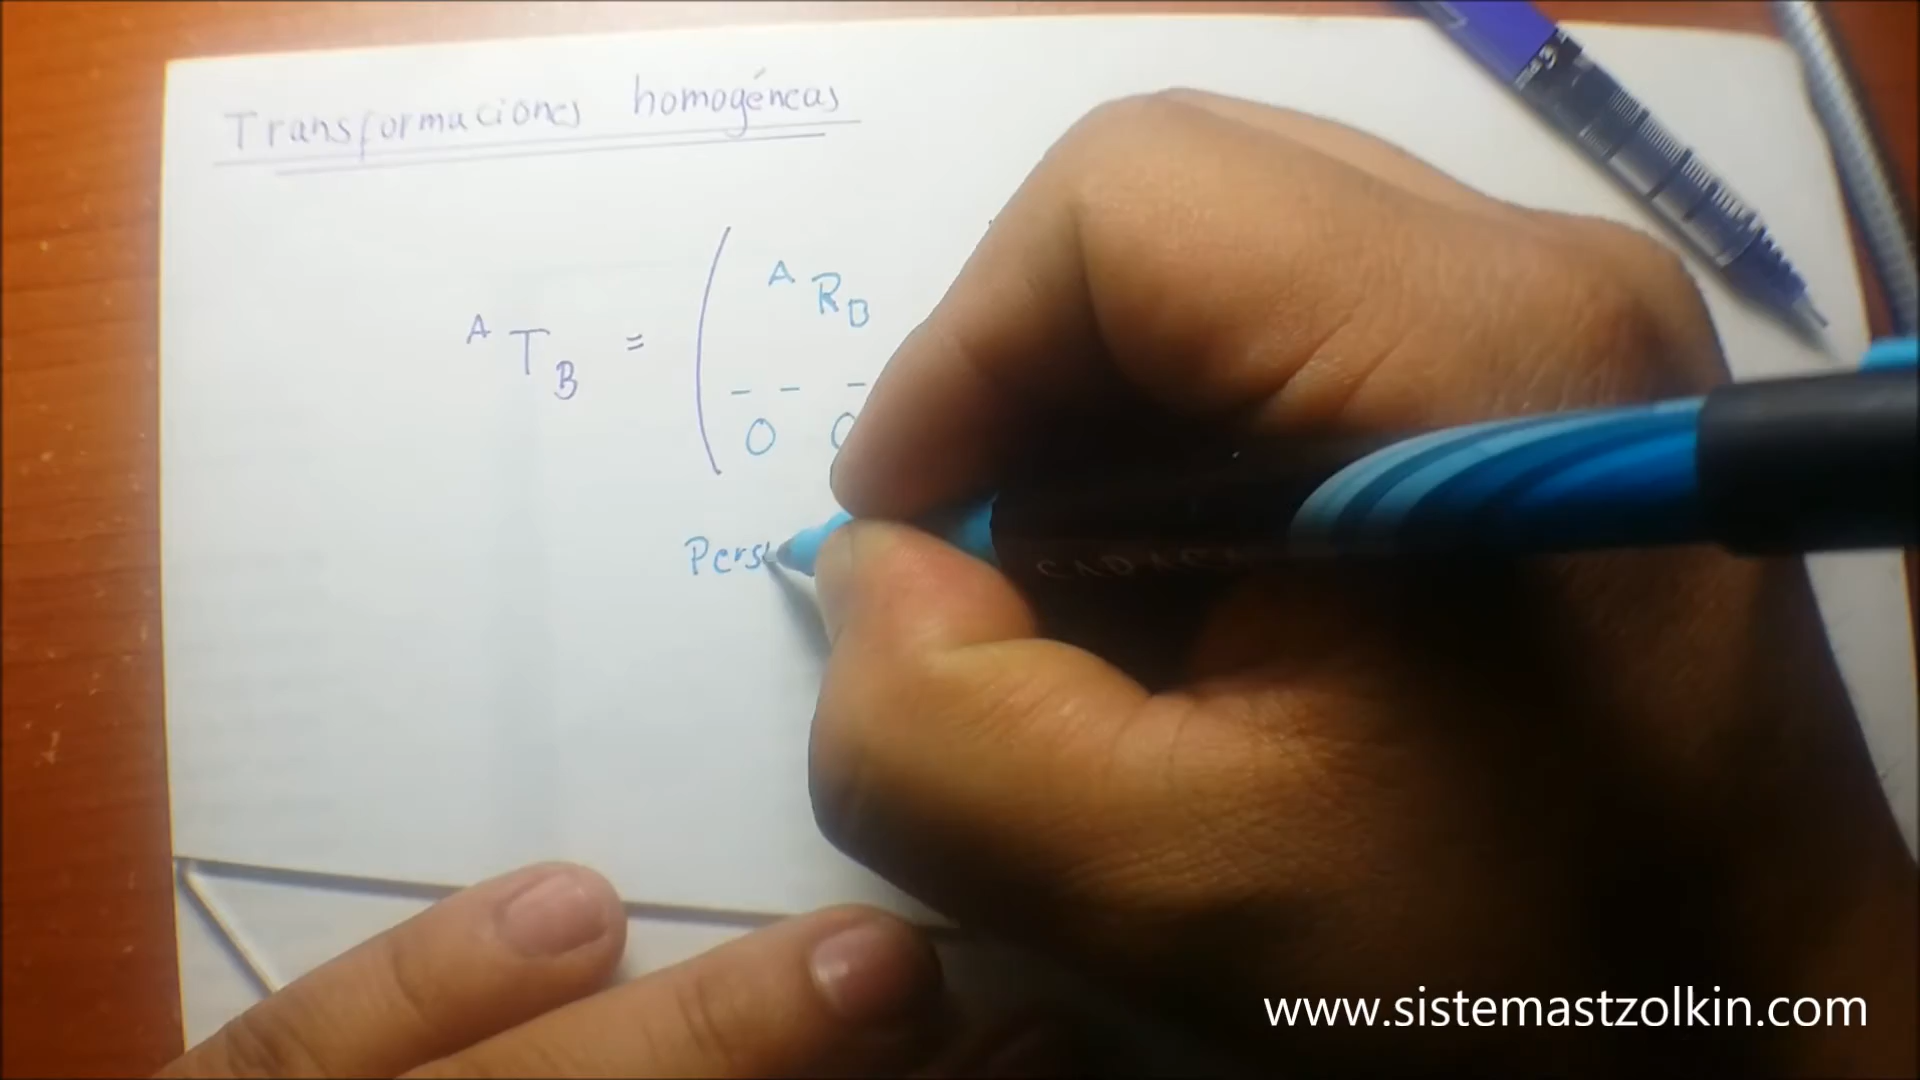 Transformaciones homogéneas
A R B
A T B =
0 0
Pers
www.sistemastzolkin.com